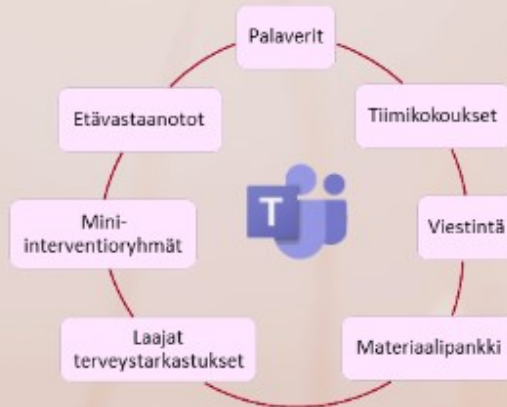 Palaverit
Etävastaanotot
Tiimikokoukset
T
Mini-
interventioryhmät
Viestintä
Laajat
terveystarkastukset
Materiaalipankki